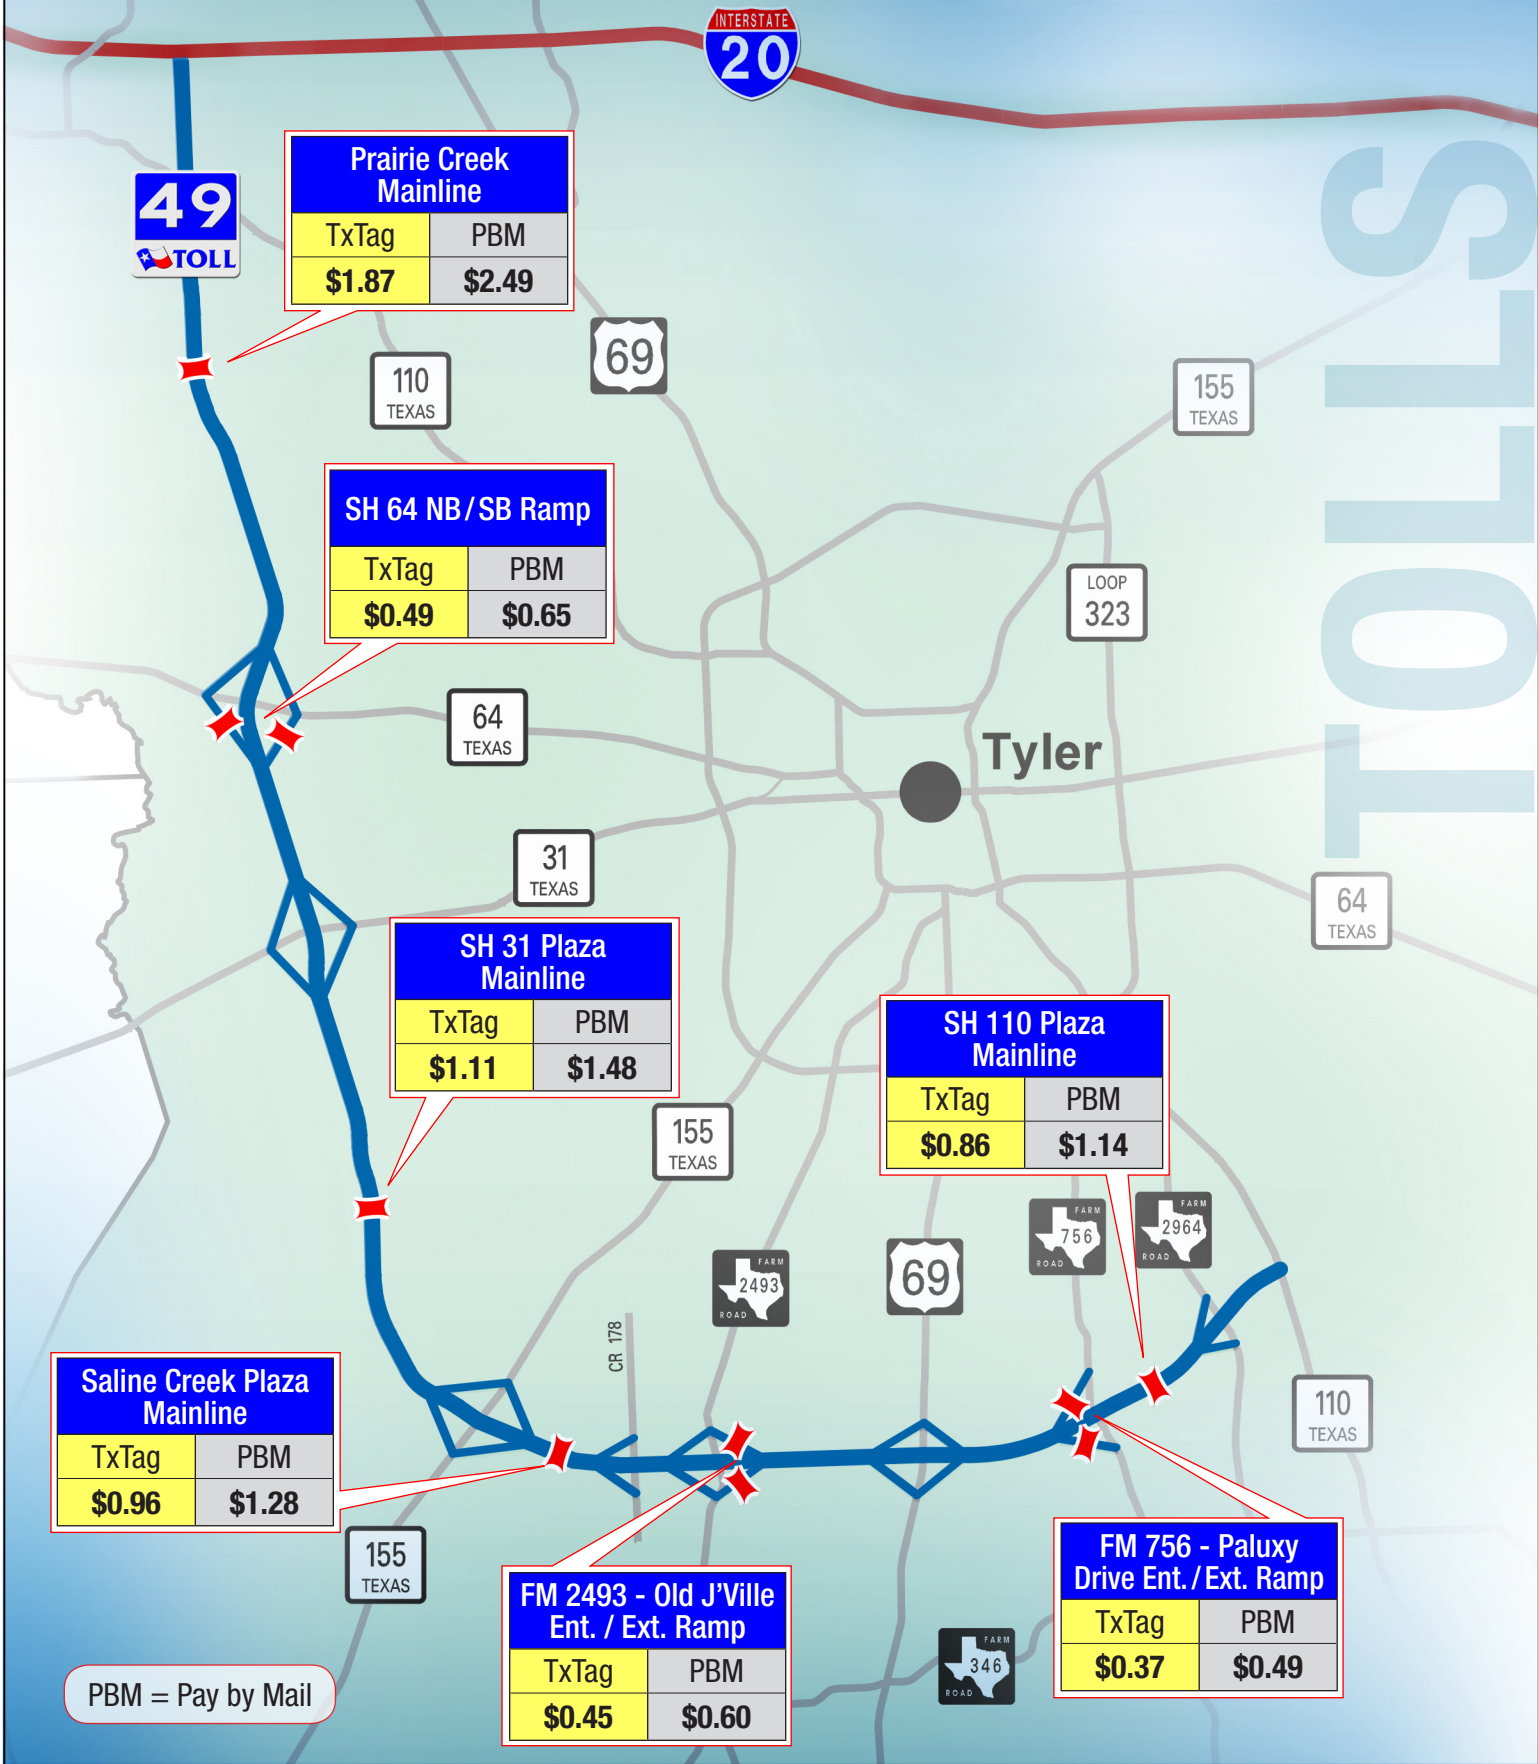 INTERSTATE
20
TOLLS
49
TOLL
Prairie Creek
Mainline
TxTag PBM
$1.87 $2.49
69
110
TEXAS
155
TEXAS
SH 64 NB/SB Ramp
TxTag PBM
$0.49 $0.65
LOOP
323
64
TEXAS
Tyler
31
TEXAS
64
TEXAS
SH 31 Plaza
Mainline
TxTag PBM
$1.11 $1.48
SH 110 Plaza
Mainline
TxTag PBM
$0.86 $1.14
155
TEXAS
FARM
756
ROAD
FARM
2964
ROAD
FARM
2493
ROAD
69
CR 178
Saline Creek Plaza
Mainline
TxTag PBM
$0.96 $1.28
110
TEXAS
155
TEXAS
FM 2493 - Old J’Ville
Ent. / Ext. Ramp
TxTag PBM
$0.45 $0.60
FM 756 - Paluxy
Drive Ent./Ext. Ramp
TxTag PBM
$0.37 $0.49
FARM
346
ROAD
PBM = Pay by Mail